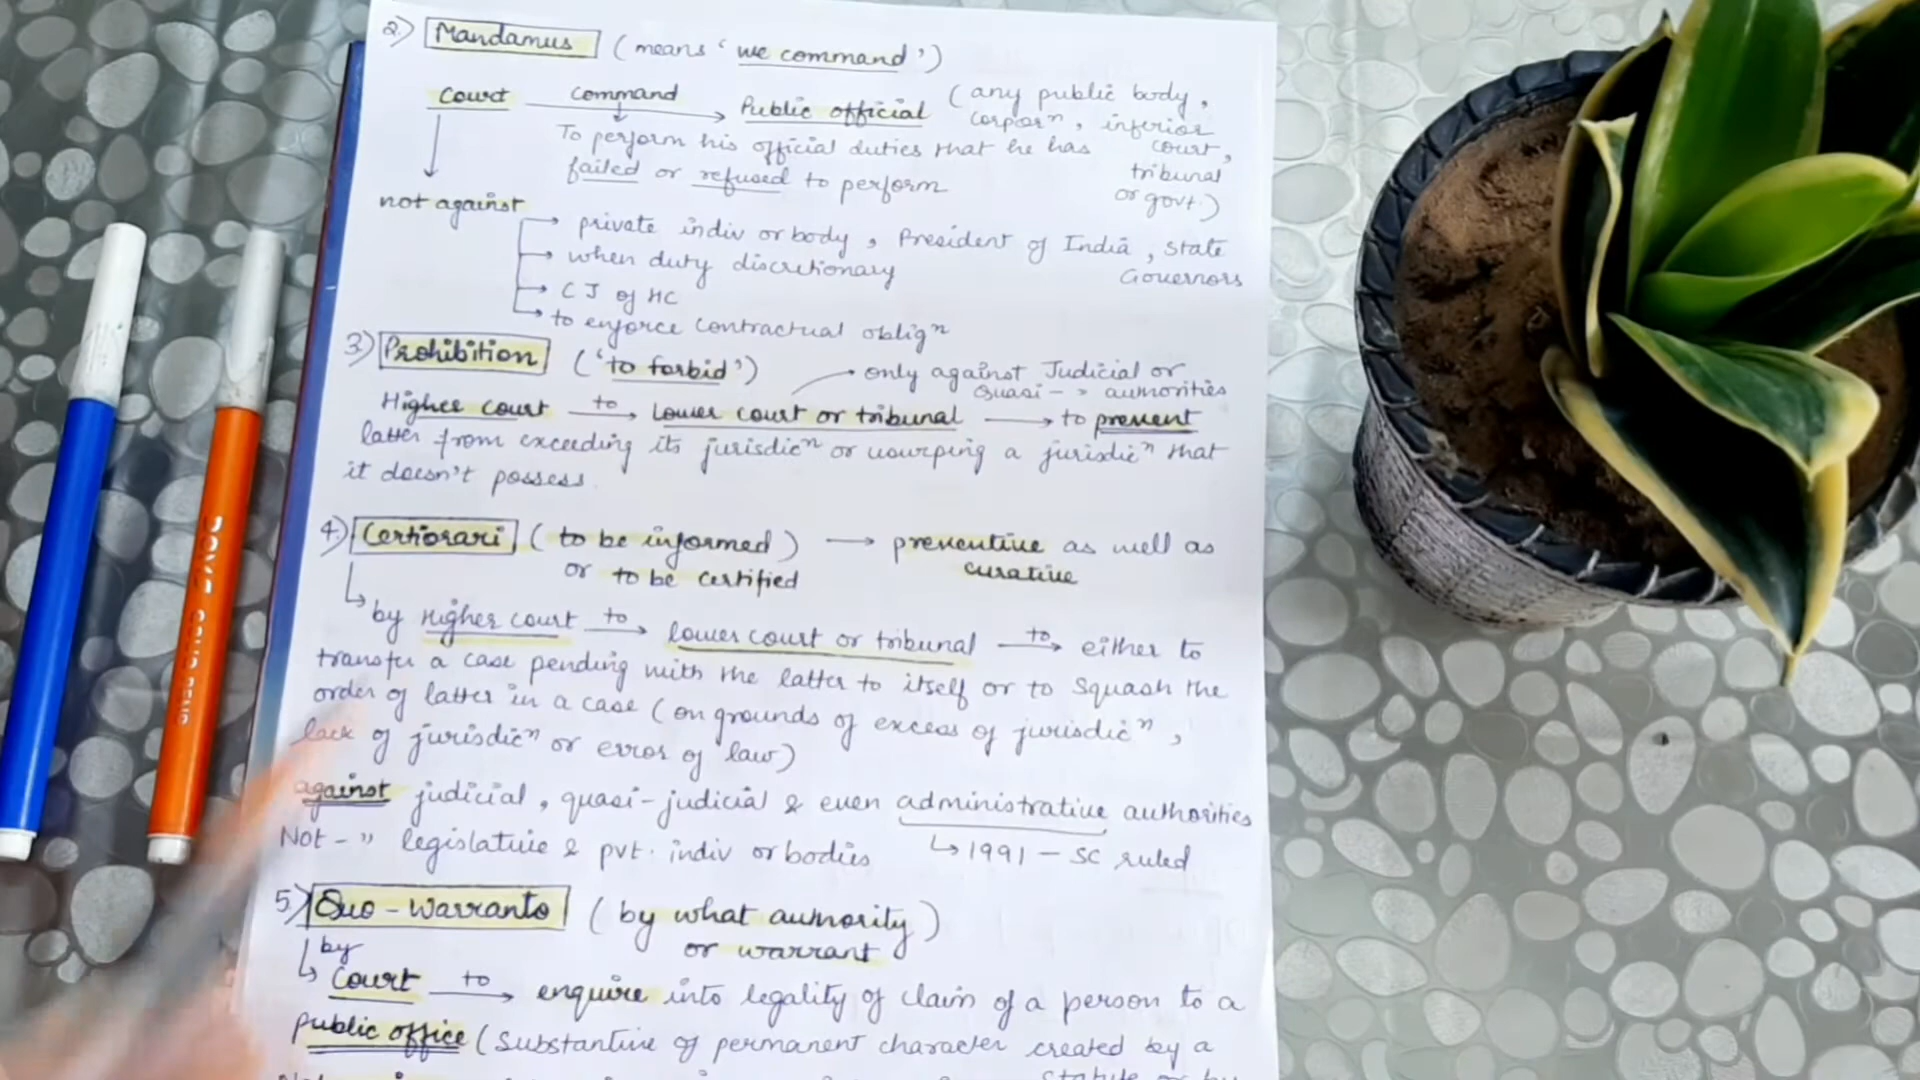 2.) Mandamus (means 'we command')
Court command Public official (any public body,
corporⁿ, inferior court,
tribunal
or govt.)
To perform his official duties that he has
failed or refused to perform
not against
private indiv or body, President of India, State
Governors
when duty discretionary
CJ of HC
to enforce contractual obligⁿ
3.) Prohibition ('to forbid')
only against Judicial or
Quasi- " authorities
Higher court to Lower court or tribunal to prevent
latter from exceeding its jurisdicⁿ or usurping a jurisdicⁿ that
it doesn't possess
4.) Certiorari (to be informed) → preventive as well as
or to be certified curative
by Higher court to lower court or tribunal to either to
transfer a case pending with the latter to itself or to squash the
order of latter in a case (on grounds of excess of jurisdicⁿ,
lack of jurisdicⁿ or error of law)
against judicial, quasi-judicial & even administrative authorities
Not - " legislature & pvt. indiv or bodies ↳ 1991 - SC ruled
5.) Quo-Warranto (by what authority)
or warrant
by
Court to enquire into legality of claim of a person to a
public office (Substantive of permanent character created by a
statute or by